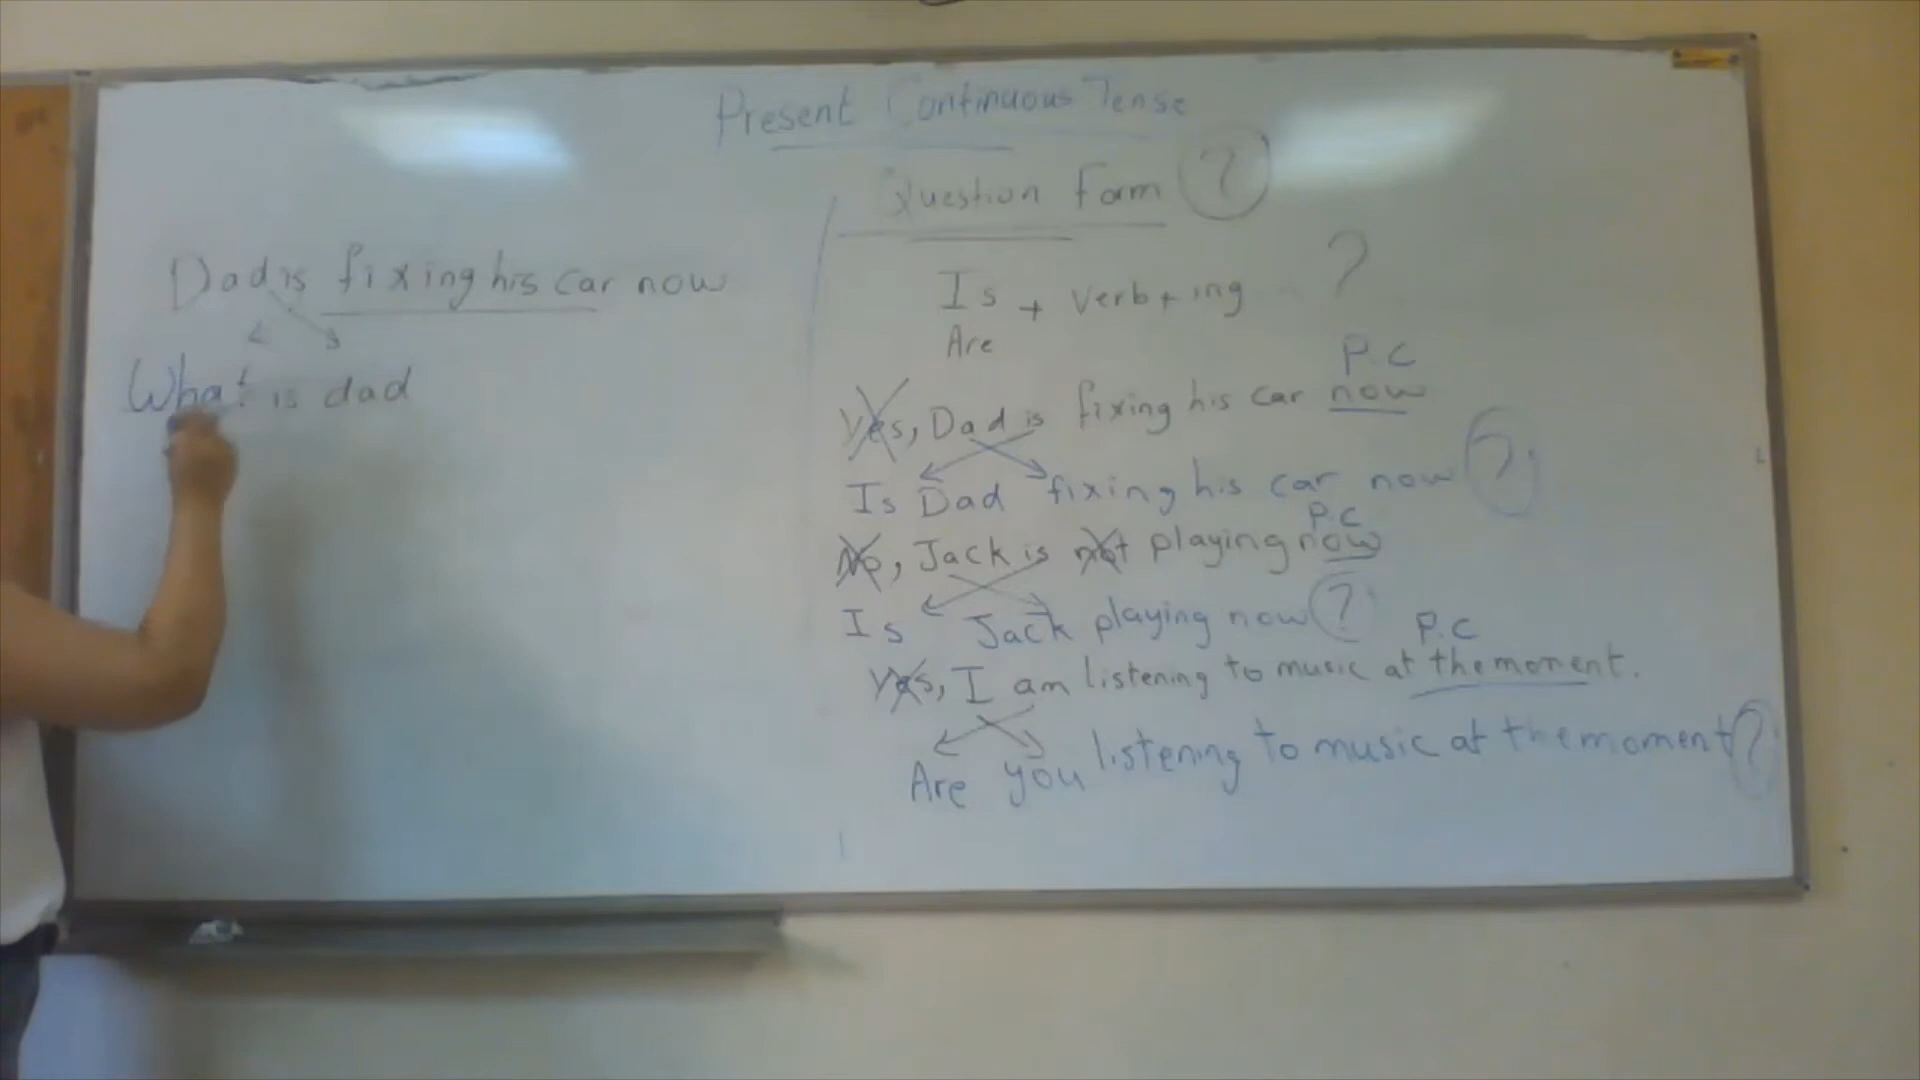 Present Continuous Tense
Question form ?
Dad is fixing his car now
What is dad
Is + verb + ing ?
Are
P.C
Yes, Dad is fixing his car now
Is Dad fixing his car now ?
P.C
No, Jack is not playing now
Is Jack playing now ?
P.C
Yes, I am listening to music at the moment.
Are you listening to music at the moment ?